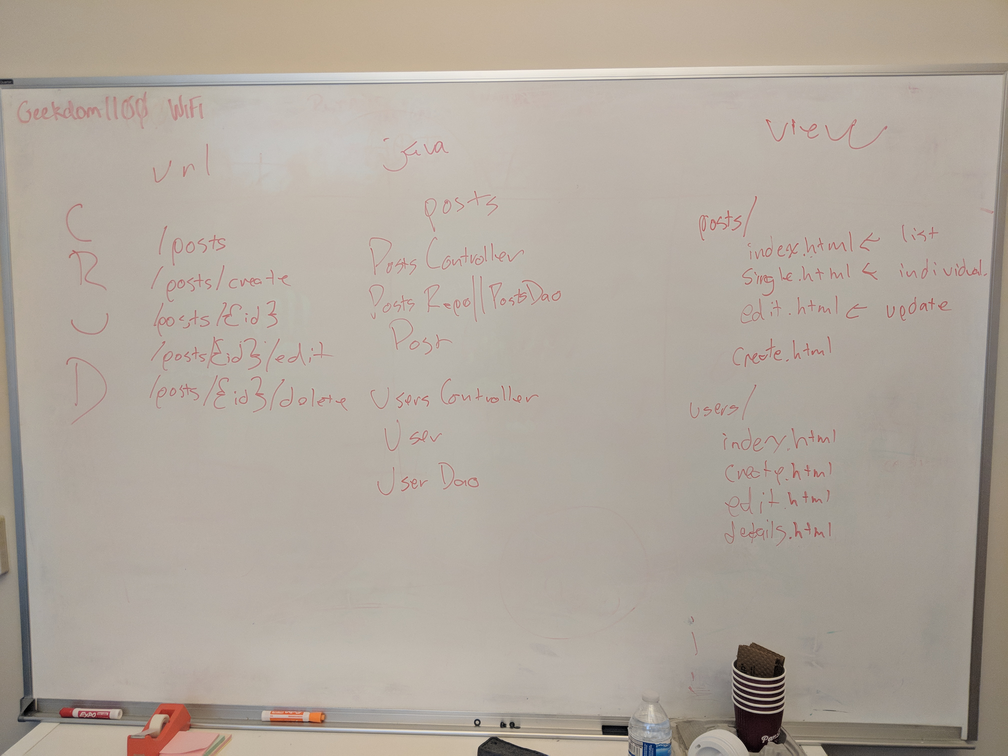 Geekdom1100 WiFi
url
java
view
C
R
U
D
/posts
/posts/create
/posts/{id}
/posts/{id}/edit
/posts/{id}/delete
posts
Posts Controller
Posts Repo//PostsDao
Post
Users Controller
User
User Dao
posts/
index.html ← list
single.html ← individual.
edit.html ← update
create.html
users/
index.html
create.html
edit.html
details.html
EXPO